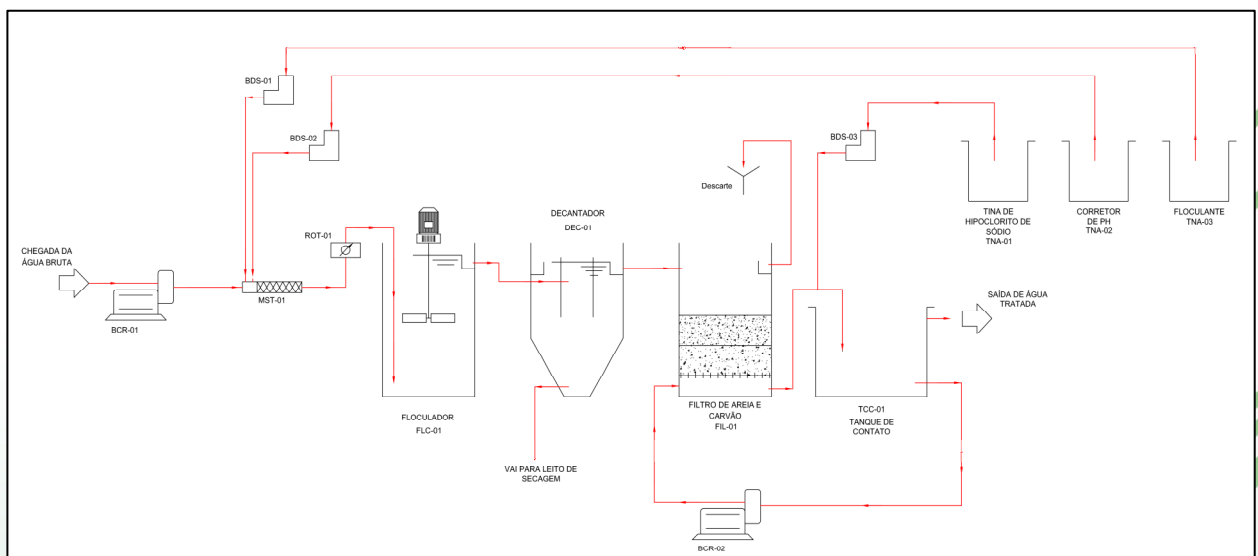 BDS-01
BDS-02
BDS-03
Descarte
DECANTADOR
DEC-01
ROT-01
CHEGADA DA
ÁGUA BRUTA
MST-01
BCR-01
TINA DE
HIPOCLORITO DE
SÓDIO
TNA-01
CORRETOR
DE PH
TNA-02
FLOCULANTE
TNA-03
SAÍDA DE ÁGUA
TRATADA
FLOCULADOR
FLC-01
FILTRO DE AREIA E
CARVÃO
FIL-01
TCC-01
TANQUE DE
CONTATO
VAI PARA LEITO DE
SECAGEM
BCR-02